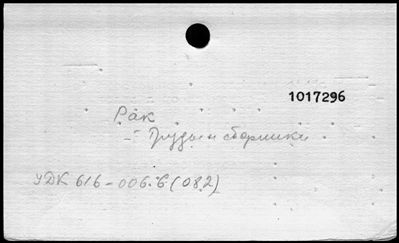 1017296
Рак
- Труды и сборники
УДК 616-006.6(082)